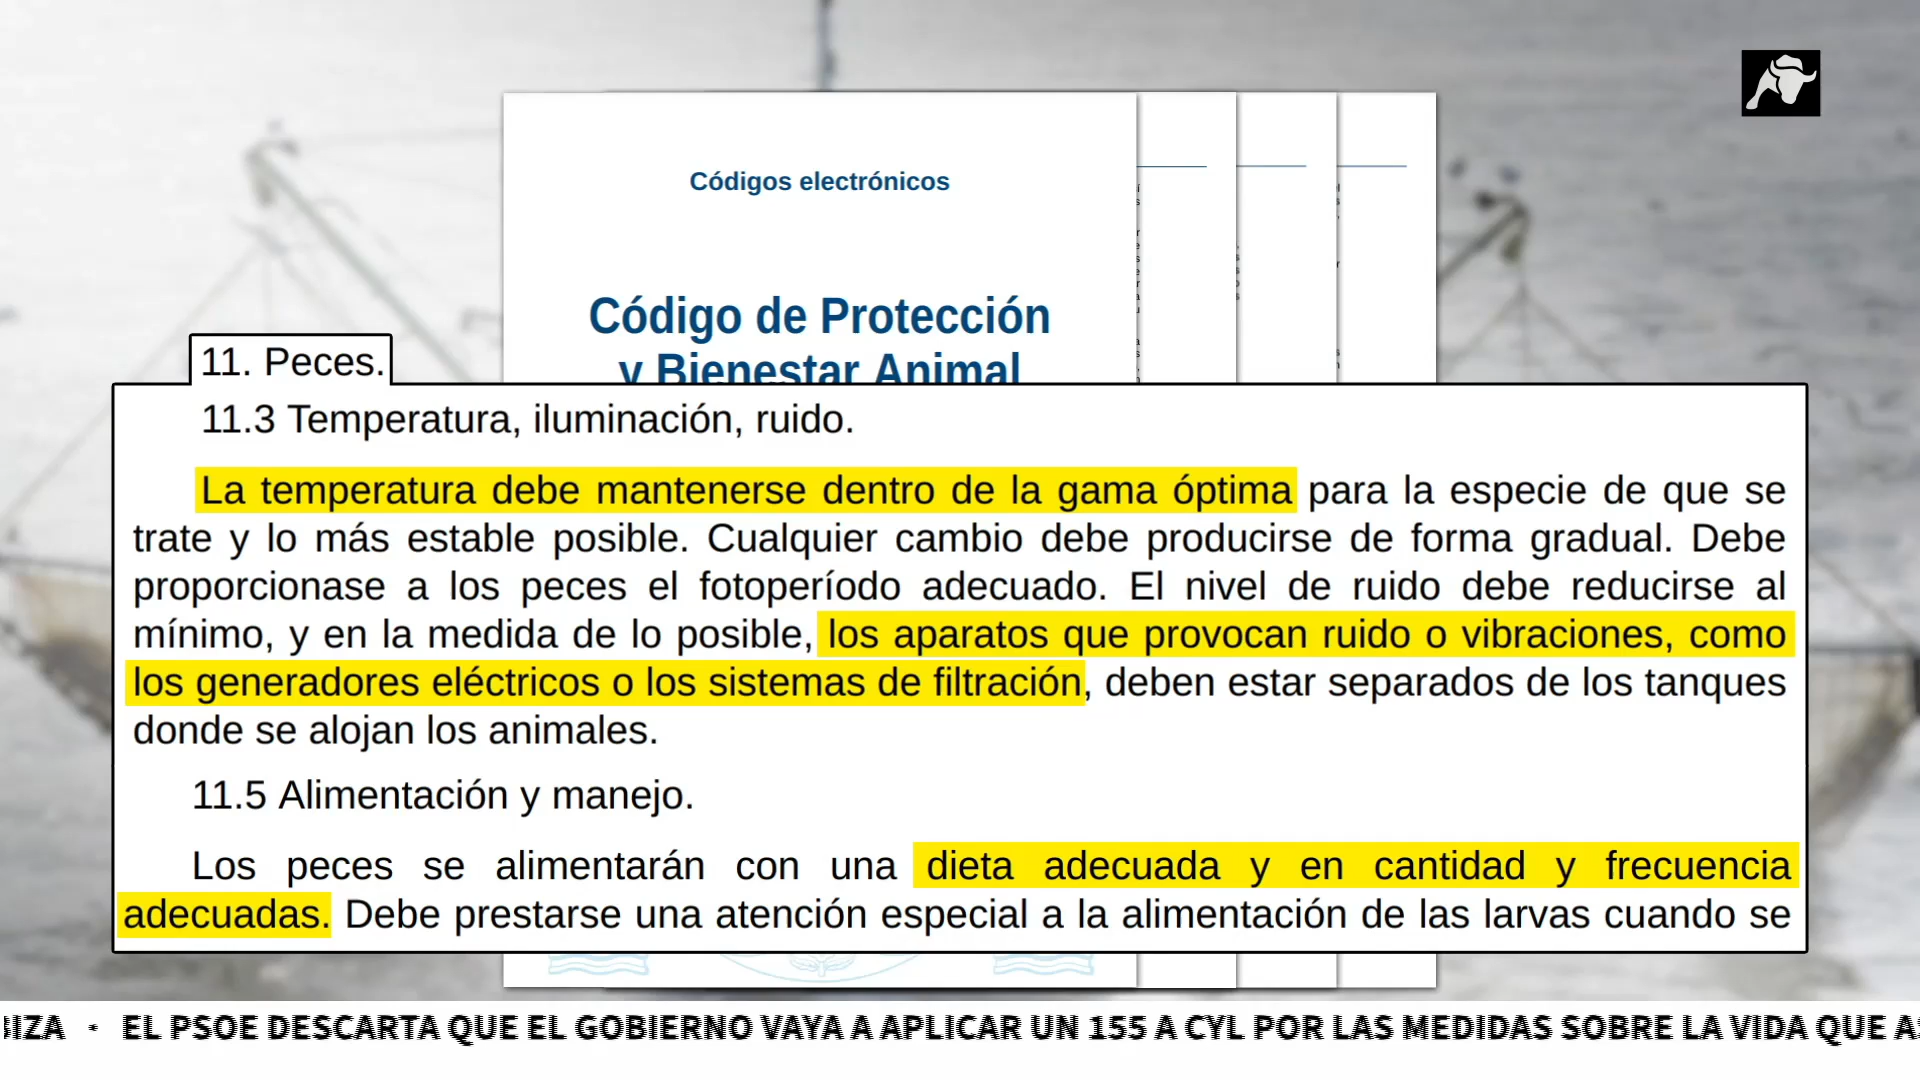 Códigos electrónicos
Código de Protección
y Bienestar Animal
11. Peces.
11.3 Temperatura, iluminación, ruido.
La temperatura debe mantenerse dentro de la gama óptima para la especie de que se
trate y lo más estable posible. Cualquier cambio debe producirse de forma gradual. Debe
proporcionase a los peces el fotoperíodo adecuado. El nivel de ruido debe reducirse al
mínimo, y en la medida de lo posible, los aparatos que provocan ruido o vibraciones, como
los generadores eléctricos o los sistemas de filtración, deben estar separados de los tanques
donde se alojan los animales.
11.5 Alimentación y manejo.
Los peces se alimentarán con una dieta adecuada y en cantidad y frecuencia
adecuadas. Debe prestarse una atención especial a la alimentación de las larvas cuando se
IZA · EL PSOE DESCARTA QUE EL GOBIERNO VAYA A APLICAR UN 155 A CYL POR LAS MEDIDAS SOBRE LA VIDA QUE A